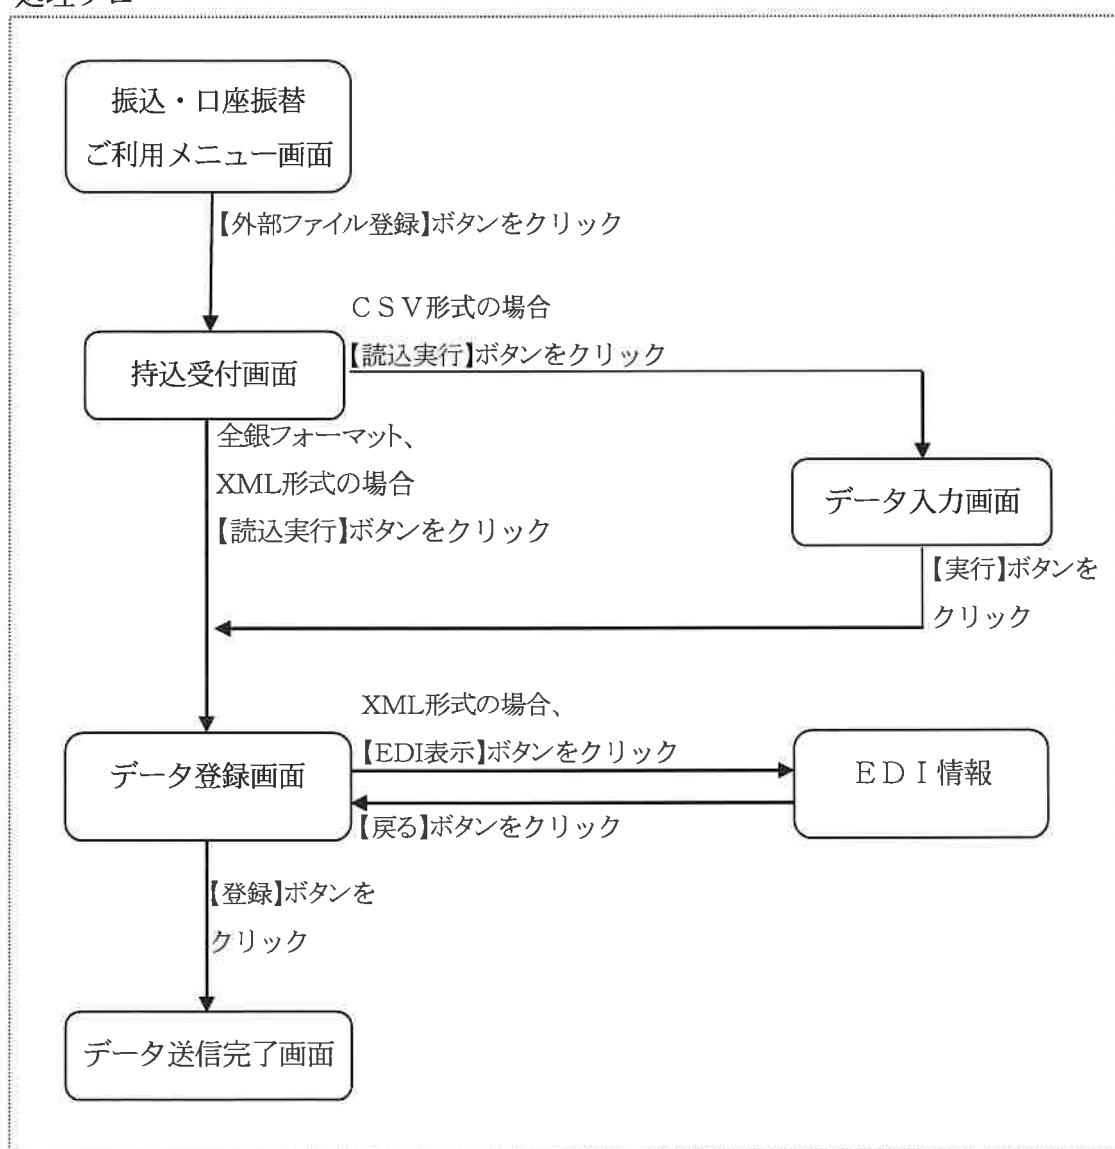 処理フロー
振込・口座振替
ご利用メニュー画面
【外部ファイル登録】ボタンをクリック
ＣＳＶ形式の場合
【読込実行】ボタンをクリック
持込受付画面
全銀フォーマット、
XML形式の場合
【読込実行】ボタンをクリック
データ入力画面
【実行】ボタンを
クリック
XML形式の場合、
【EDI表示】ボタンをクリック
データ登録画面
ＥＤＩ情報
【戻る】ボタンをクリック
【登録】ボタンを
クリック
データ送信完了画面